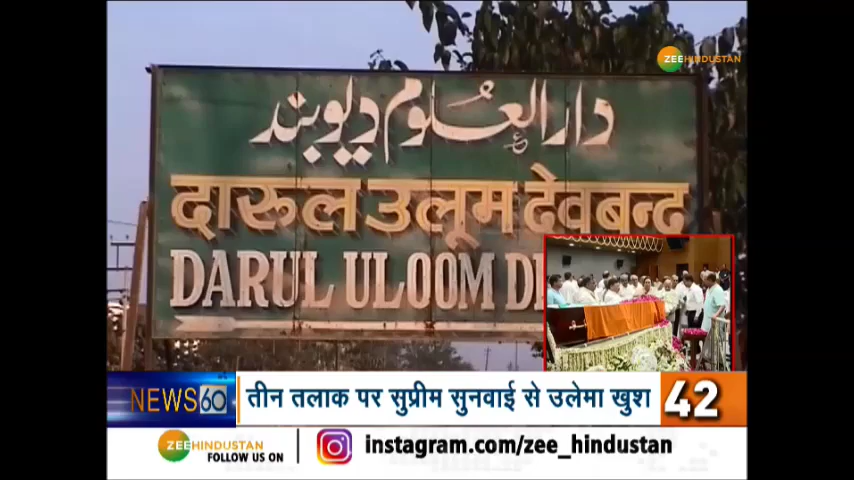 ZEEHINDUSTAN
دارالعلوم دیوبند
दारूल उलूम देवबन्द
DARUL ULOOM
NEWS60
तीन तलाक पर सुप्रीम सुनवाई से उलेमा खुश
42
ZEEHINDUSTAN
FOLLOW US ON
instagram.com/zee_hindustan